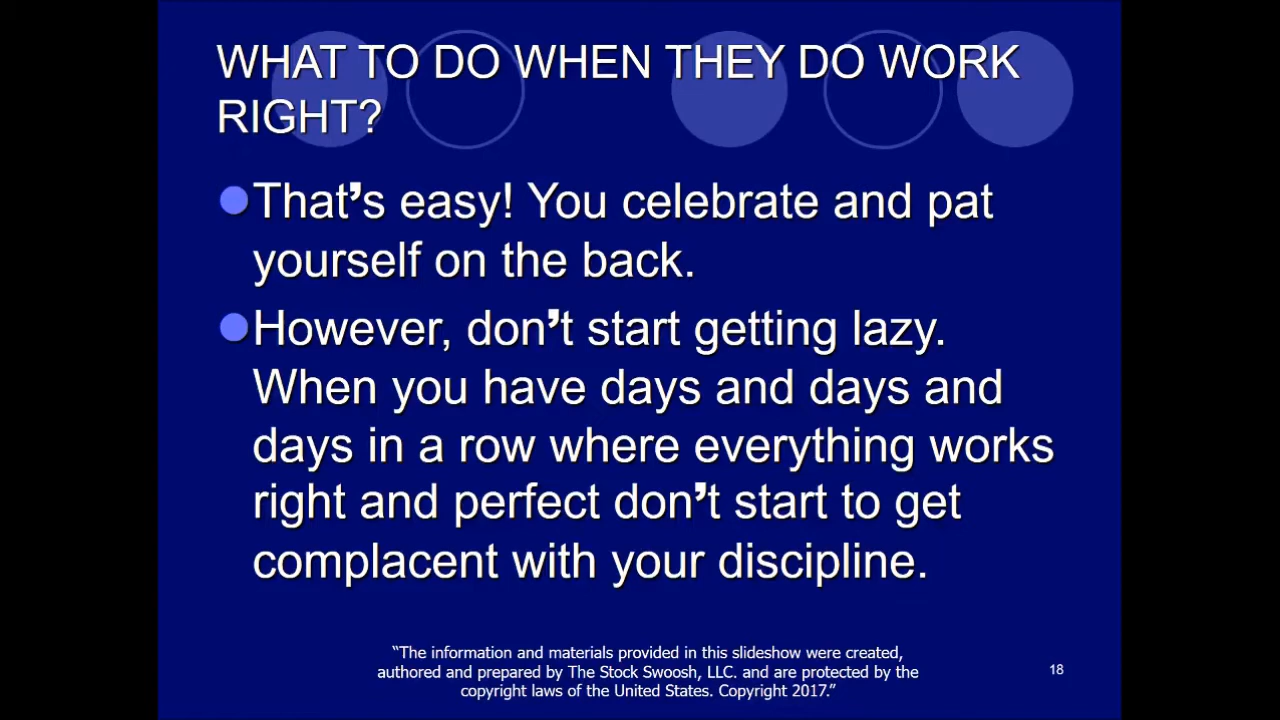 WHAT TO DO WHEN THEY DO WORK
RIGHT?
That’s easy! You celebrate and pat
yourself on the back.
However, don’t start getting lazy.
When you have days and days and
days in a row where everything works
right and perfect don’t start to get
complacent with your discipline.
“The information and materials provided in this slideshow were created,
authored and prepared by The Stock Swoosh, LLC. and are protected by the
copyright laws of the United States. Copyright 2017.”
18